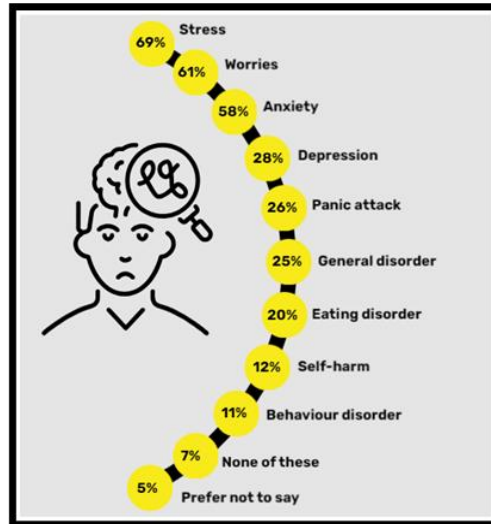 69% Stress
61% Worries
58% Anxiety
28% Depression
26% Panic attack
25% General disorder
20% Eating disorder
12% Self-harm
11% Behaviour disorder
7% None of these
5% Prefer not to say